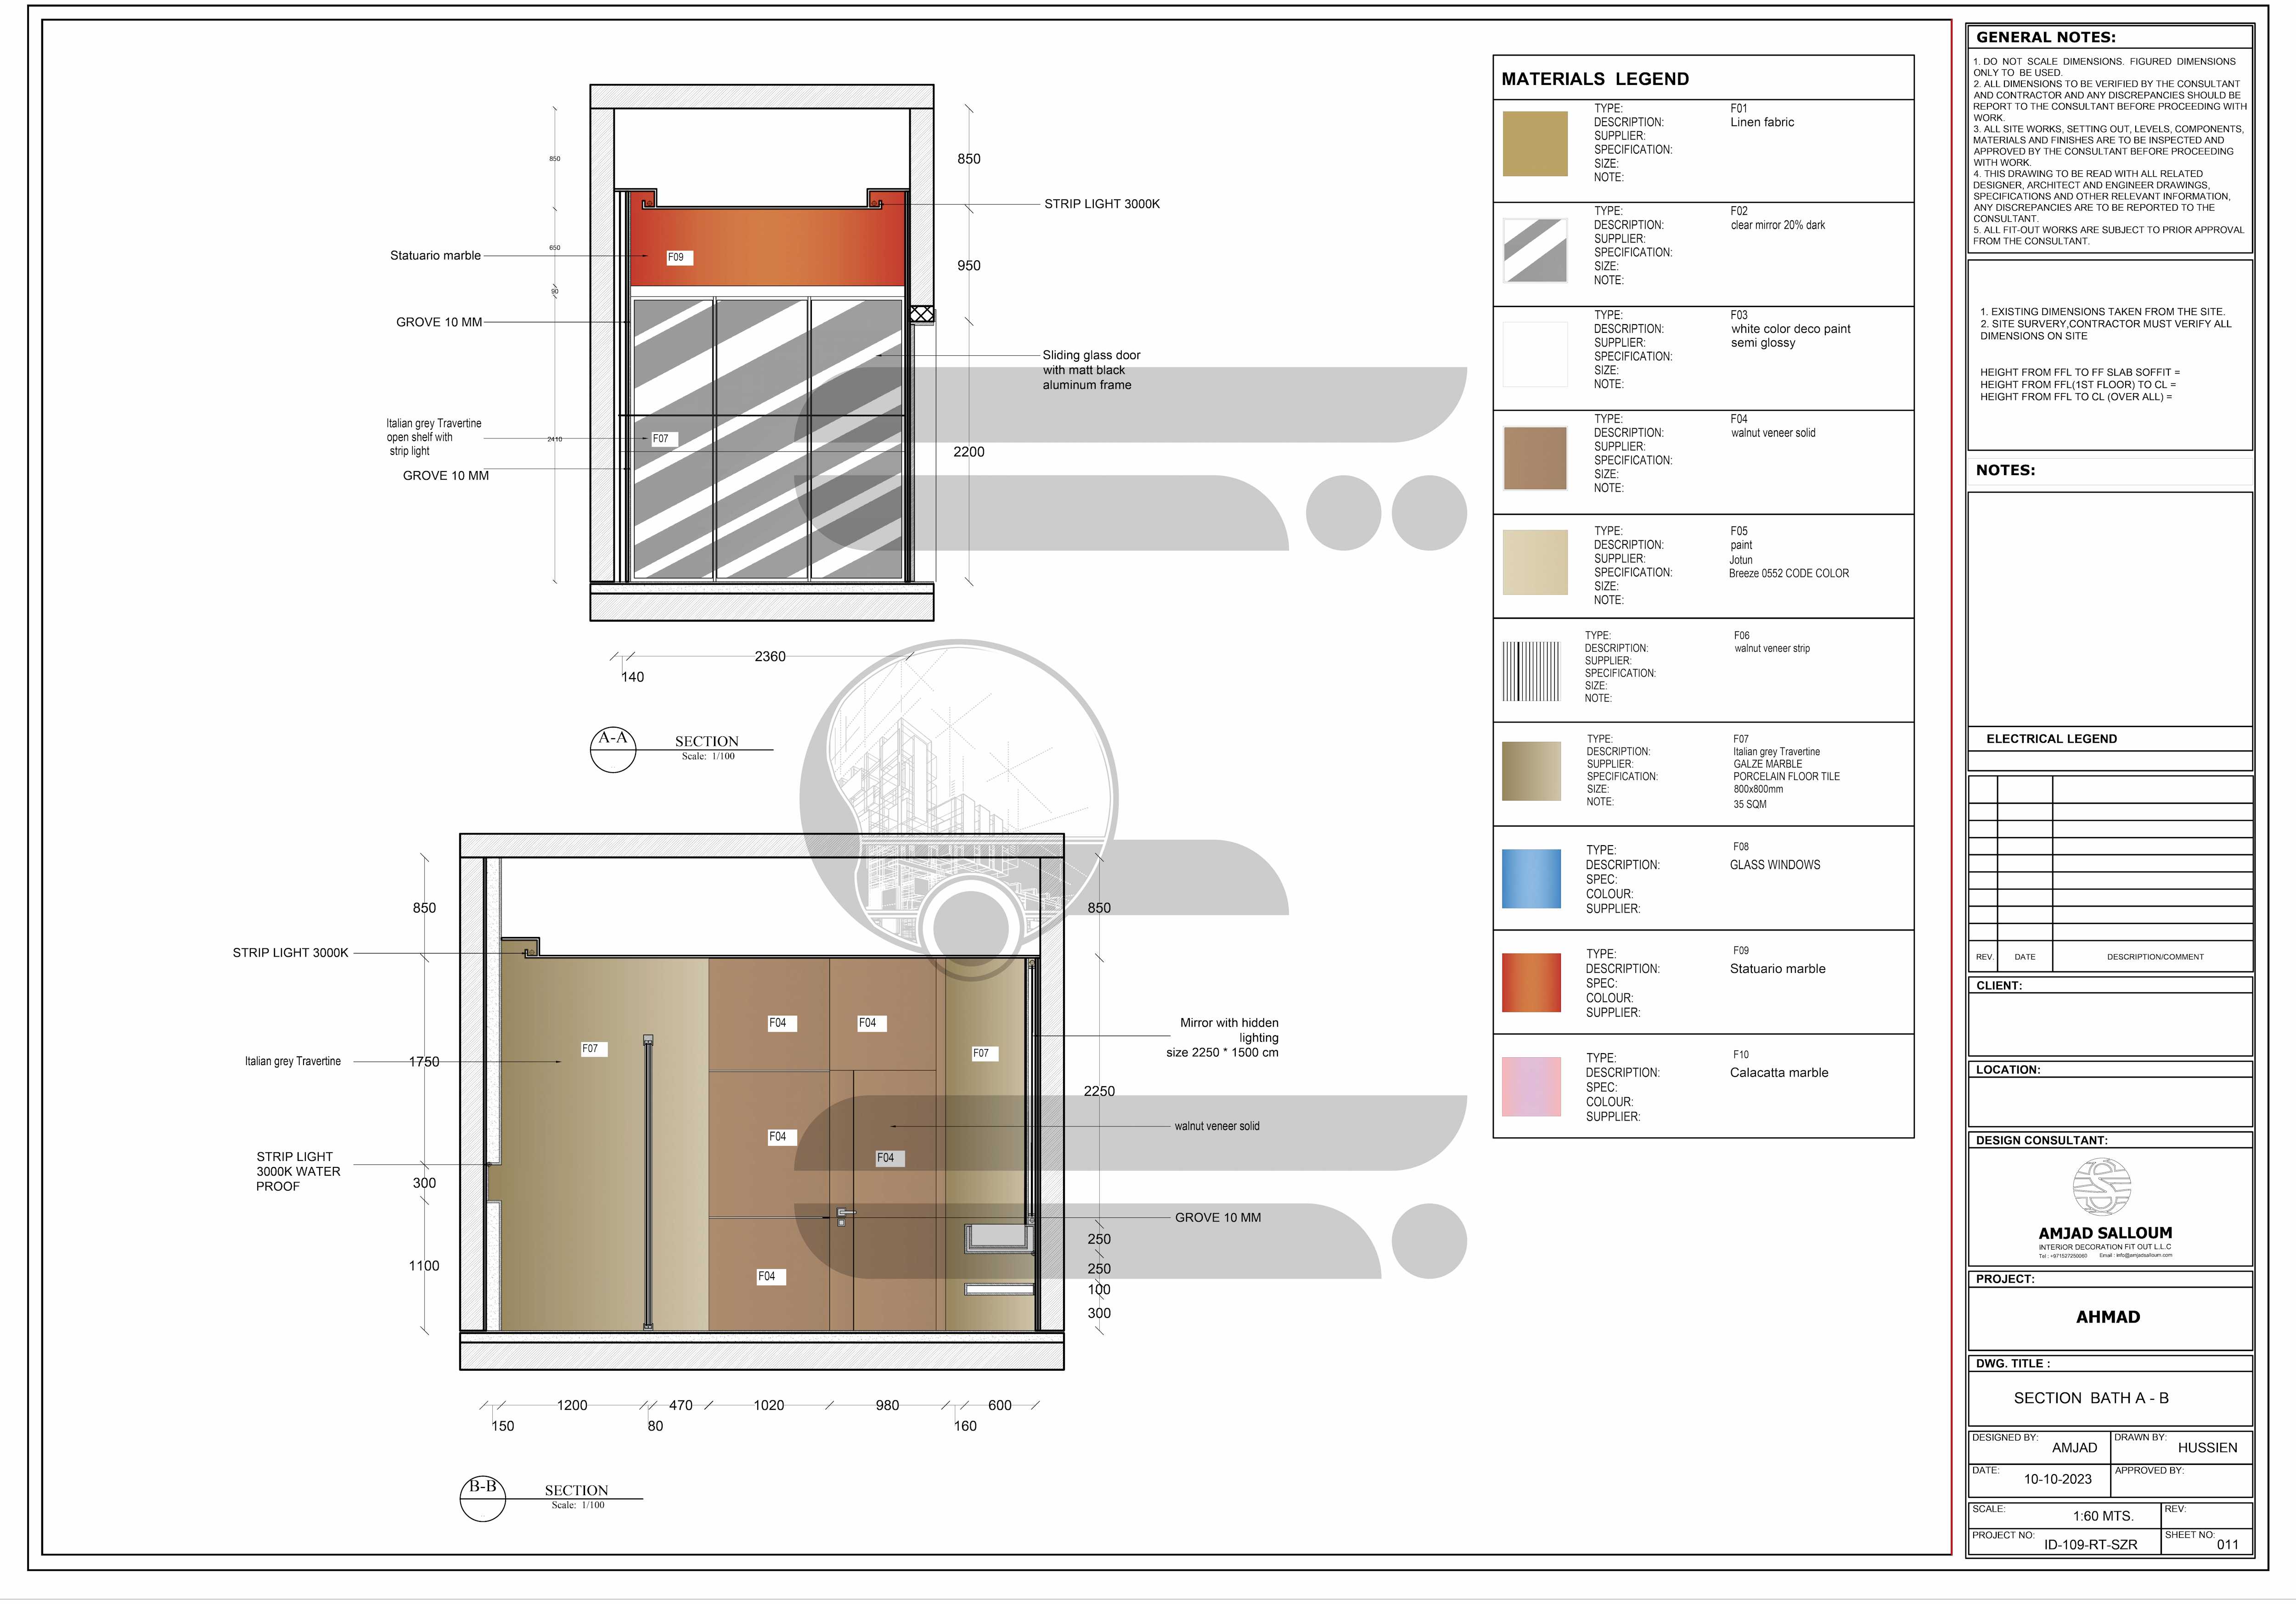 850
850
STRIP LIGHT 3000K
Statuario marble
F09
650
950
90
GROVE 10 MM
Sliding glass door
with matt black
aluminum frame
Italian grey Travertine
open shelf with
strip light
2410
F07
2200
GROVE 10 MM
2360
140
A-A
SECTION
Scale: 1/100
850
850
STRIP LIGHT 3000K
F04
F04
Mirror with hidden
lighting
size 2250 * 1500 cm
F07
F07
Italian grey Travertine
1750
2250
walnut veneer solid
F04
F04
STRIP LIGHT
3000K WATER
PROOF
300
GROVE 10 MM
250
1100
250
F04
100
300
1200
470
1020
980
600
150
80
160
B-B
SECTION
Scale: 1/100
MATERIALS LEGEND
TYPE: F01
DESCRIPTION: Linen fabric
SUPPLIER:
SPECIFICATION:
SIZE:
NOTE:
TYPE: F02
DESCRIPTION: clear mirror 20% dark
SUPPLIER:
SPECIFICATION:
SIZE:
NOTE:
TYPE: F03
DESCRIPTION: white color deco paint
SUPPLIER: semi glossy
SPECIFICATION:
SIZE:
NOTE:
TYPE: F04
DESCRIPTION: walnut veneer solid
SUPPLIER:
SPECIFICATION:
SIZE:
NOTE:
TYPE: F05
DESCRIPTION: paint
SUPPLIER: Jotun
SPECIFICATION: Breeze 0552 CODE COLOR
SIZE:
NOTE:
TYPE: F06
DESCRIPTION: walnut veneer strip
SUPPLIER:
SPECIFICATION:
SIZE:
NOTE:
TYPE: F07
DESCRIPTION: Italian grey Travertine
SUPPLIER: GALZE MARBLE
SPECIFICATION: PORCELAIN FLOOR TILE
SIZE: 800x800mm
NOTE: 35 SQM
TYPE: F08
DESCRIPTION: GLASS WINDOWS
SPEC:
COLOUR:
SUPPLIER:
TYPE: F09
DESCRIPTION: Statuario marble
SPEC:
COLOUR:
SUPPLIER:
TYPE: F10
DESCRIPTION: Calacatta marble
SPEC:
COLOUR:
SUPPLIER:
GENERAL NOTES:
1. DO NOT SCALE DIMENSIONS. FIGURED DIMENSIONS
ONLY TO BE USED.
2. ALL DIMENSIONS TO BE VERIFIED BY THE CONSULTANT
AND CONTRACTOR AND ANY DISCREPANCIES SHOULD BE
REPORT TO THE CONSULTANT BEFORE PROCEEDING WITH
WORK.
3. ALL SITE WORKS, SETTING OUT, LEVELS, COMPONENTS,
MATERIALS AND FINISHES ARE TO BE INSPECTED AND
APPROVED BY THE CONSULTANT BEFORE PROCEEDING
WITH WORK.
4. THIS DRAWING TO BE READ WITH ALL RELATED
DESIGNER, ARCHITECT AND ENGINEER DRAWINGS,
SPECIFICATIONS AND OTHER RELEVANT INFORMATION,
ANY DISCREPANCIES ARE TO BE REPORTED TO THE
CONSULTANT.
5. ALL FIT-OUT WORKS ARE SUBJECT TO PRIOR APPROVAL
FROM THE CONSULTANT.
1. EXISTING DIMENSIONS TAKEN FROM THE SITE.
2. SITE SURVERY,CONTRACTOR MUST VERIFY ALL
DIMENSIONS ON SITE
HEIGHT FROM FFL TO FF SLAB SOFFIT =
HEIGHT FROM FFL(1ST FLOOR) TO CL =
HEIGHT FROM FFL TO CL (OVER ALL) =
NOTES:
ELECTRICAL LEGEND
REV. DATE DESCRIPTION/COMMENT
CLIENT:
LOCATION:
DESIGN CONSULTANT:
AMJAD SALLOUM
INTERIOR DECORATION FIT OUT L.L.C
Tel : +971527250060 Email : info@amjadsalloum.com
PROJECT:
AHMAD
DWG. TITLE :
SECTION BATH A - B
DESIGNED BY: AMJAD
DRAWN BY: HUSSIEN
DATE: 10-10-2023
APPROVED BY:
SCALE: 1:60 MTS.
REV:
PROJECT NO: ID-109-RT-SZR
SHEET NO: 011